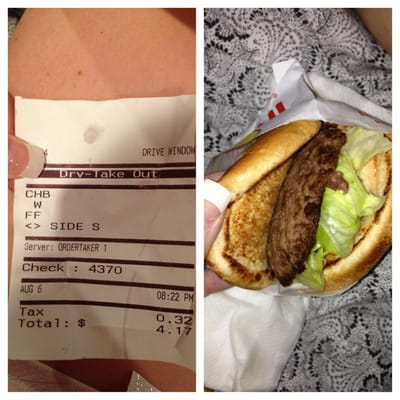 4 DRIVE WINDOW
Drv-Take Out
CHB
W
FF
<> SIDE S
Server: ORDERTAKER 1
Check : 4370
AUG 6 08:22 PM
Tax 0.32
Total: $ 4.17